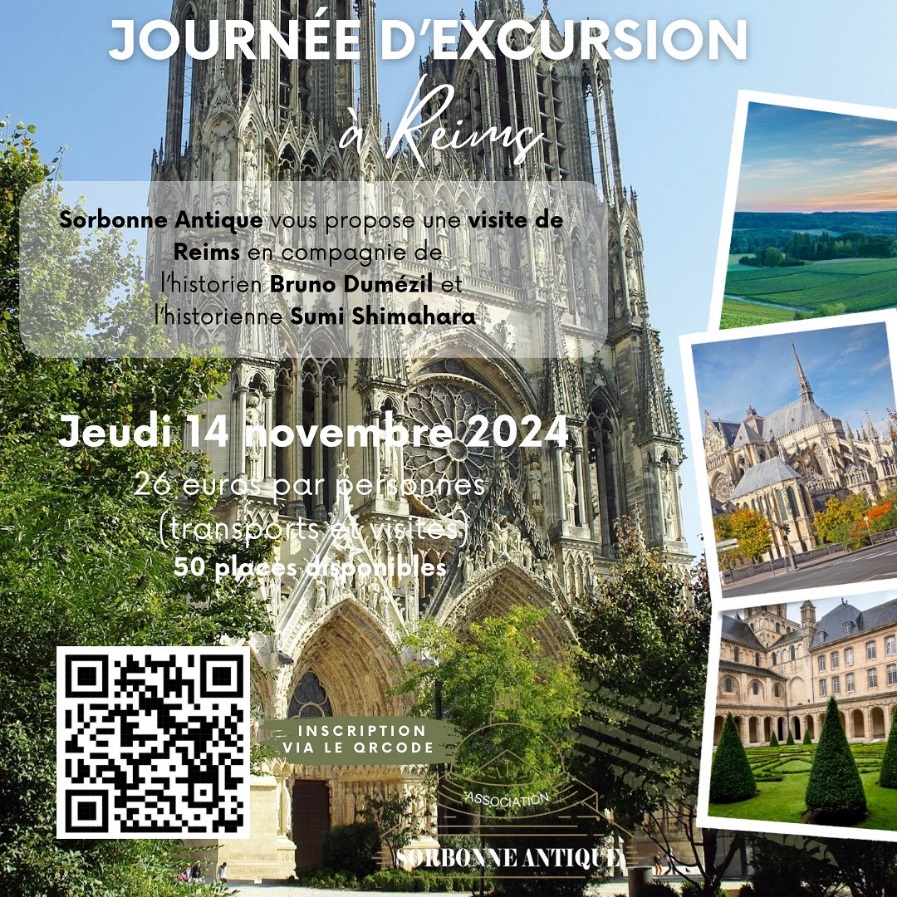 JOURNÉE D'EXCURSION
à Reims
Sorbonne Antique vous propose une visite de
Reims en compagnie de
l'historien Bruno Dumézil et
l'historienne Sumi Shimahara
Jeudi 14 novembre 2024
26 euros par personnes
(transports et visites)
50 places disponibles
INSCRIPTION
VIA LE QRCODE
ASSOCIATION
SORBONNE ANTIQUE